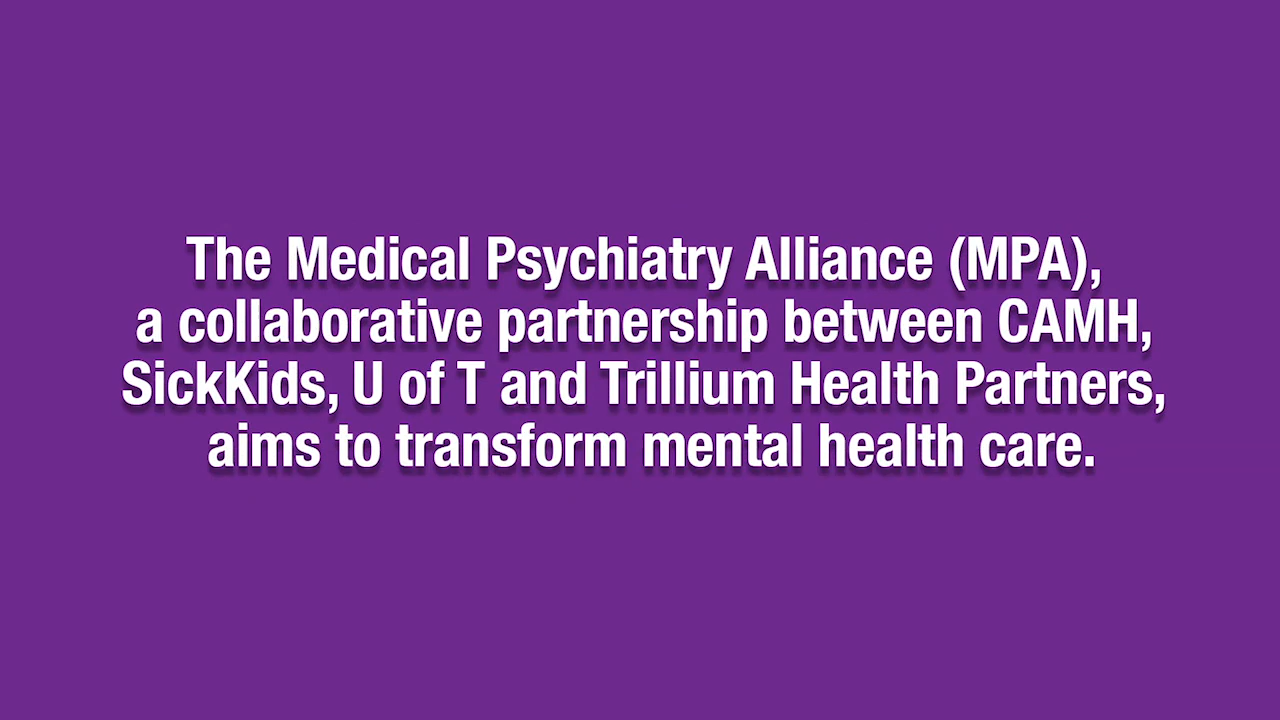 The Medical Psychiatry Alliance (MPA),
a collaborative partnership between CAMH,
SickKids, U of T and Trillium Health Partners,
aims to transform mental health care.